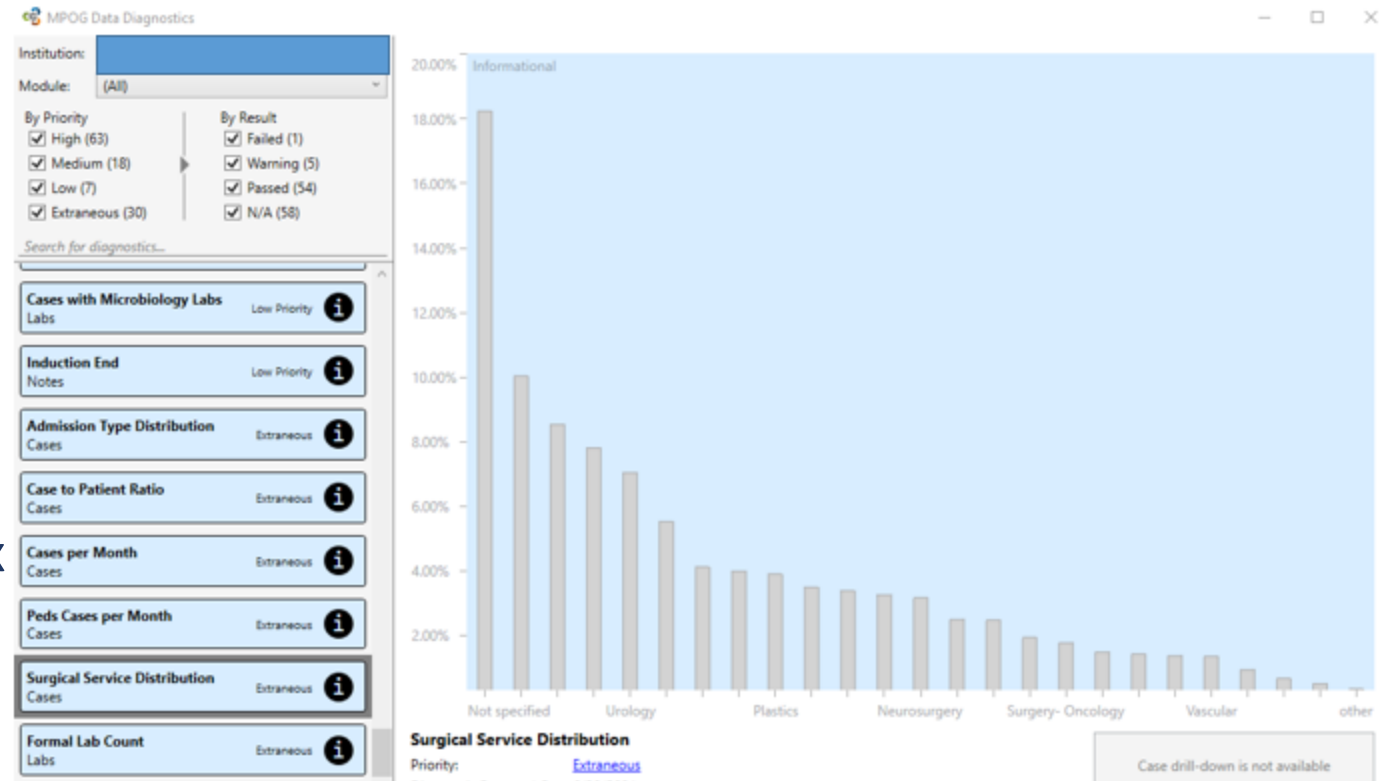 MPOG Data Diagnostics
Institution:
Module: (All)
By Priority By Result
High (63) Failed (1)
Medium (18) Warning (5)
Low (7) Passed (54)
Extraneous (30) N/A (58)
Search for diagnostics...
Cases with Microbiology Labs
Labs
Low Priority
Induction End
Notes
Low Priority
Admission Type Distribution
Cases
Extraneous
Case to Patient Ratio
Cases
Extraneous
Cases per Month
Cases
Extraneous
Peds Cases per Month
Cases
Extraneous
Surgical Service Distribution
Cases
Extraneous
Formal Lab Count
Labs
Extraneous
Informational
20.00%
18.00%
16.00%
14.00%
12.00%
10.00%
8.00%
6.00%
4.00%
2.00%
Not specified Urology Plastics Neurosurgery Surgery- Oncology Vascular other
Surgical Service Distribution
Priority: Extraneous
Case drill-down is not available